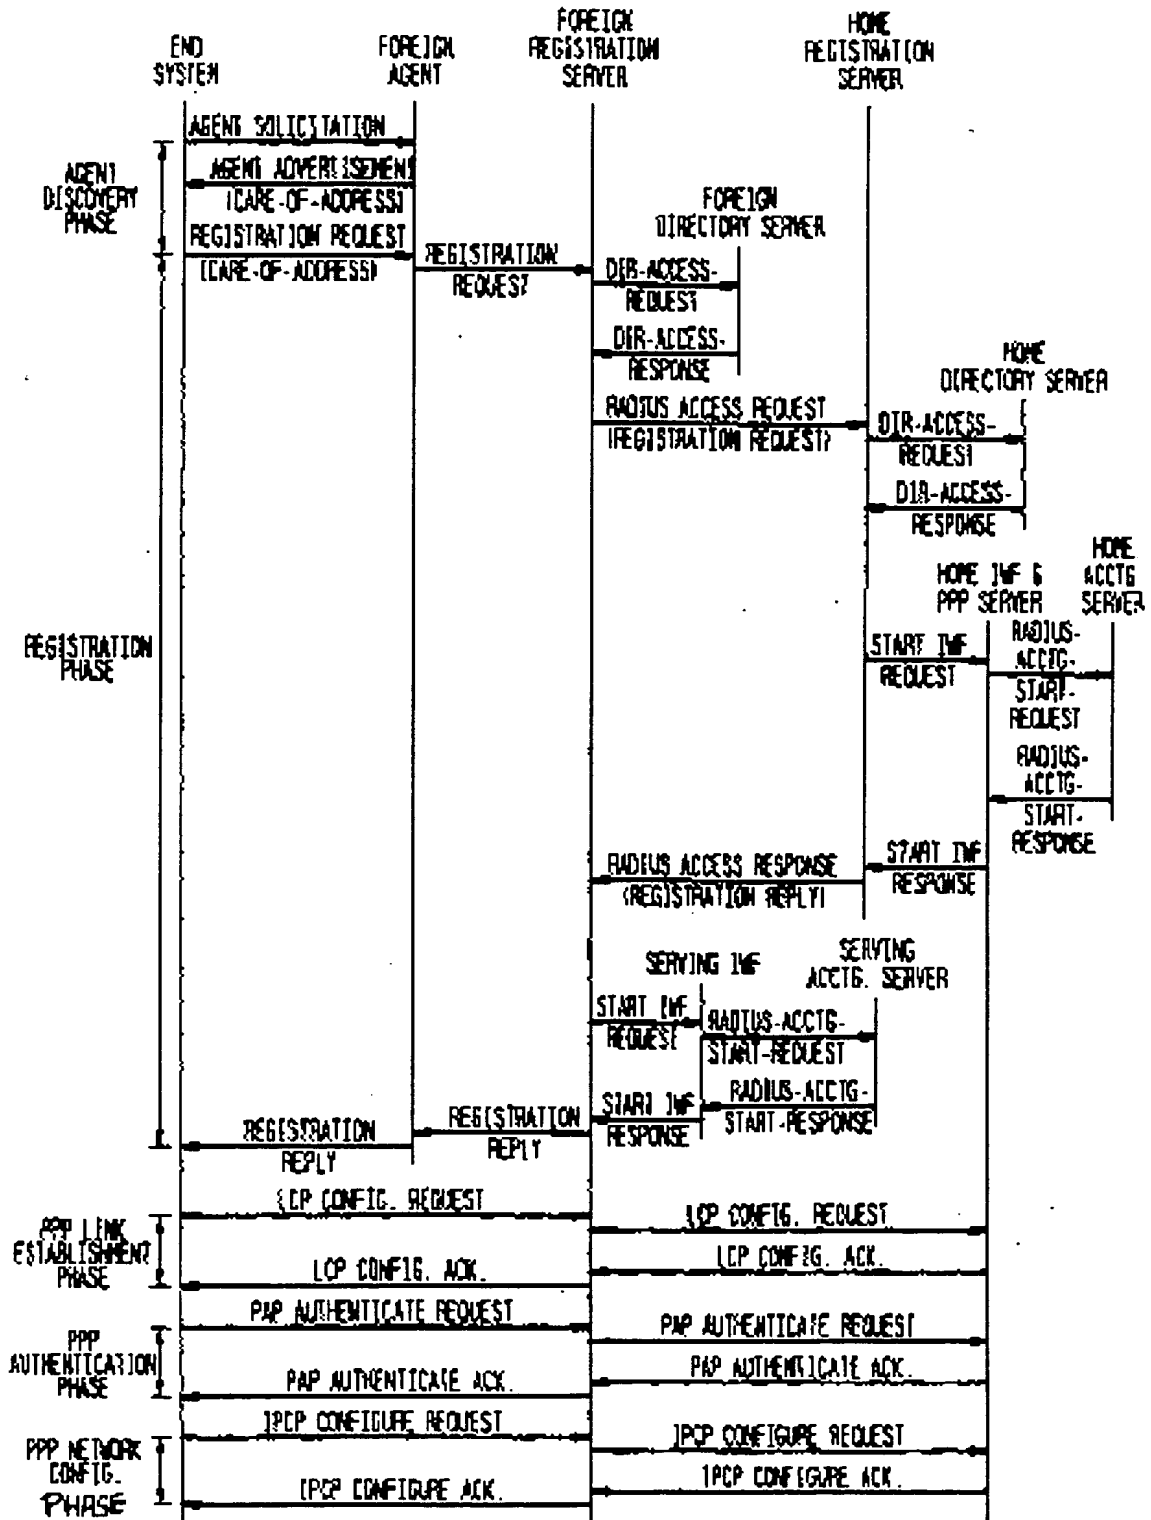 END
SYSTEM
FOREIGN
AGENT
FOREIGN
REGISTRATION
SERVER
HOME
REGISTRATION
SERVER
AGENT SOLICITATION
AGENT ADVERTISEMENT
(CARE-OF-ADDRESS)
AGENT
DISCOVERY
PHASE
REGISTRATION REQUEST
(CARE-OF-ADDRESS)
REGISTRATION
REQUEST
FOREIGN
DIRECTORY SERVER
DIR-ACCESS-
REQUEST
DIR-ACCESS-
RESPONSE
HOME
DIRECTORY SERVER
RADIUS ACCESS REQUEST
(REGISTRATION REQUEST)
DIR-ACCESS-
REQUEST
DIR-ACCESS-
RESPONSE
HOME IWF &
PPP SERVER
HOME
ACCTG
SERVER
REGISTRATION
PHASE
START IWF
REQUEST
RADIUS-
ACCTG-
START-
REQUEST
RADIUS-
ACCTG-
START-
RESPONSE
START IWF
RESPONSE
RADIUS ACCESS RESPONSE
(REGISTRATION REPLY)
SERVING IWF
SERVING
ACCTG. SERVER
START IWF
REQUEST
RADIUS-ACCTG-
START-REQUEST
RADIUS-ACCTG-
START-RESPONSE
START IWF
RESPONSE
REGISTRATION
REPLY
REGISTRATION
REPLY
LCP CONFIG. REQUEST
LCP CONFIG. REQUEST
PPP LINK
ESTABLISHMENT
PHASE
LCP CONFIG. ACK.
LCP CONFIG. ACK.
PAP AUTHENTICATE REQUEST
PAP AUTHENTICATE REQUEST
PPP
AUTHENTICATION
PHASE
PAP AUTHENTICATE ACK.
PAP AUTHENTICATE ACK.
IPCP CONFIGURE REQUEST
IPCP CONFIGURE REQUEST
PPP NETWORK
CONFIG.
PHASE
IPCP CONFIGURE ACK.
IPCP CONFIGURE ACK.